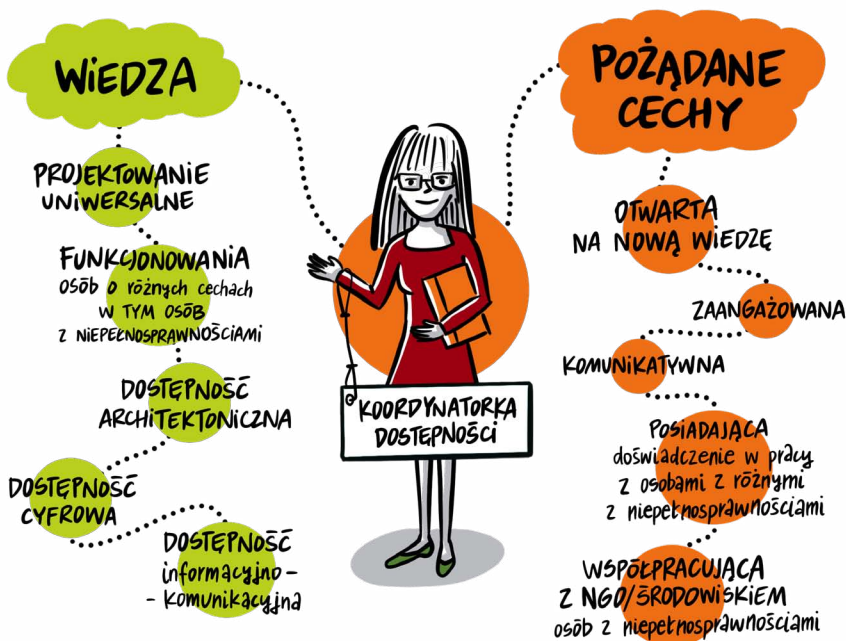 WIEDZA
PROJEKTOWANIE
UNIWERSALNE
FUNKCJONOWANIA
osób o różnych cechach
w TYM OSÓB
z NIEPEŁNOSPRAWNOŚCIAMI
DOSTĘPNOŚĆ
ARCHITEKTONICZNA
DOSTĘPNOŚĆ
CYFROWA
DOSTĘPNOŚĆ
informacyjno -
- komunikacyjna
KOORDYNATORKA
DOSTĘPNOŚCI
POŻĄDANE
CECHY
OTWARTA
NA NOWĄ WIEDZĘ
ZAANGAŻOWANA
KOMUNIKATYWNA
POSIADAJĄCA
doświadczenie w pracy
z osobami z różnymi
z niepełnosprawnościami
WSPÓŁPRACUJĄCA
Z NGO/ŚRODOWISKIEM
osób z niepełnosprawnościami